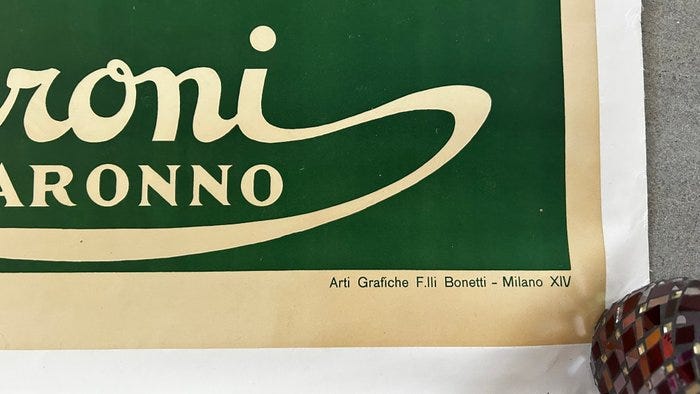 roni
ARONNO
Arti Grafiche F.lli Bonetti - Milano XIV